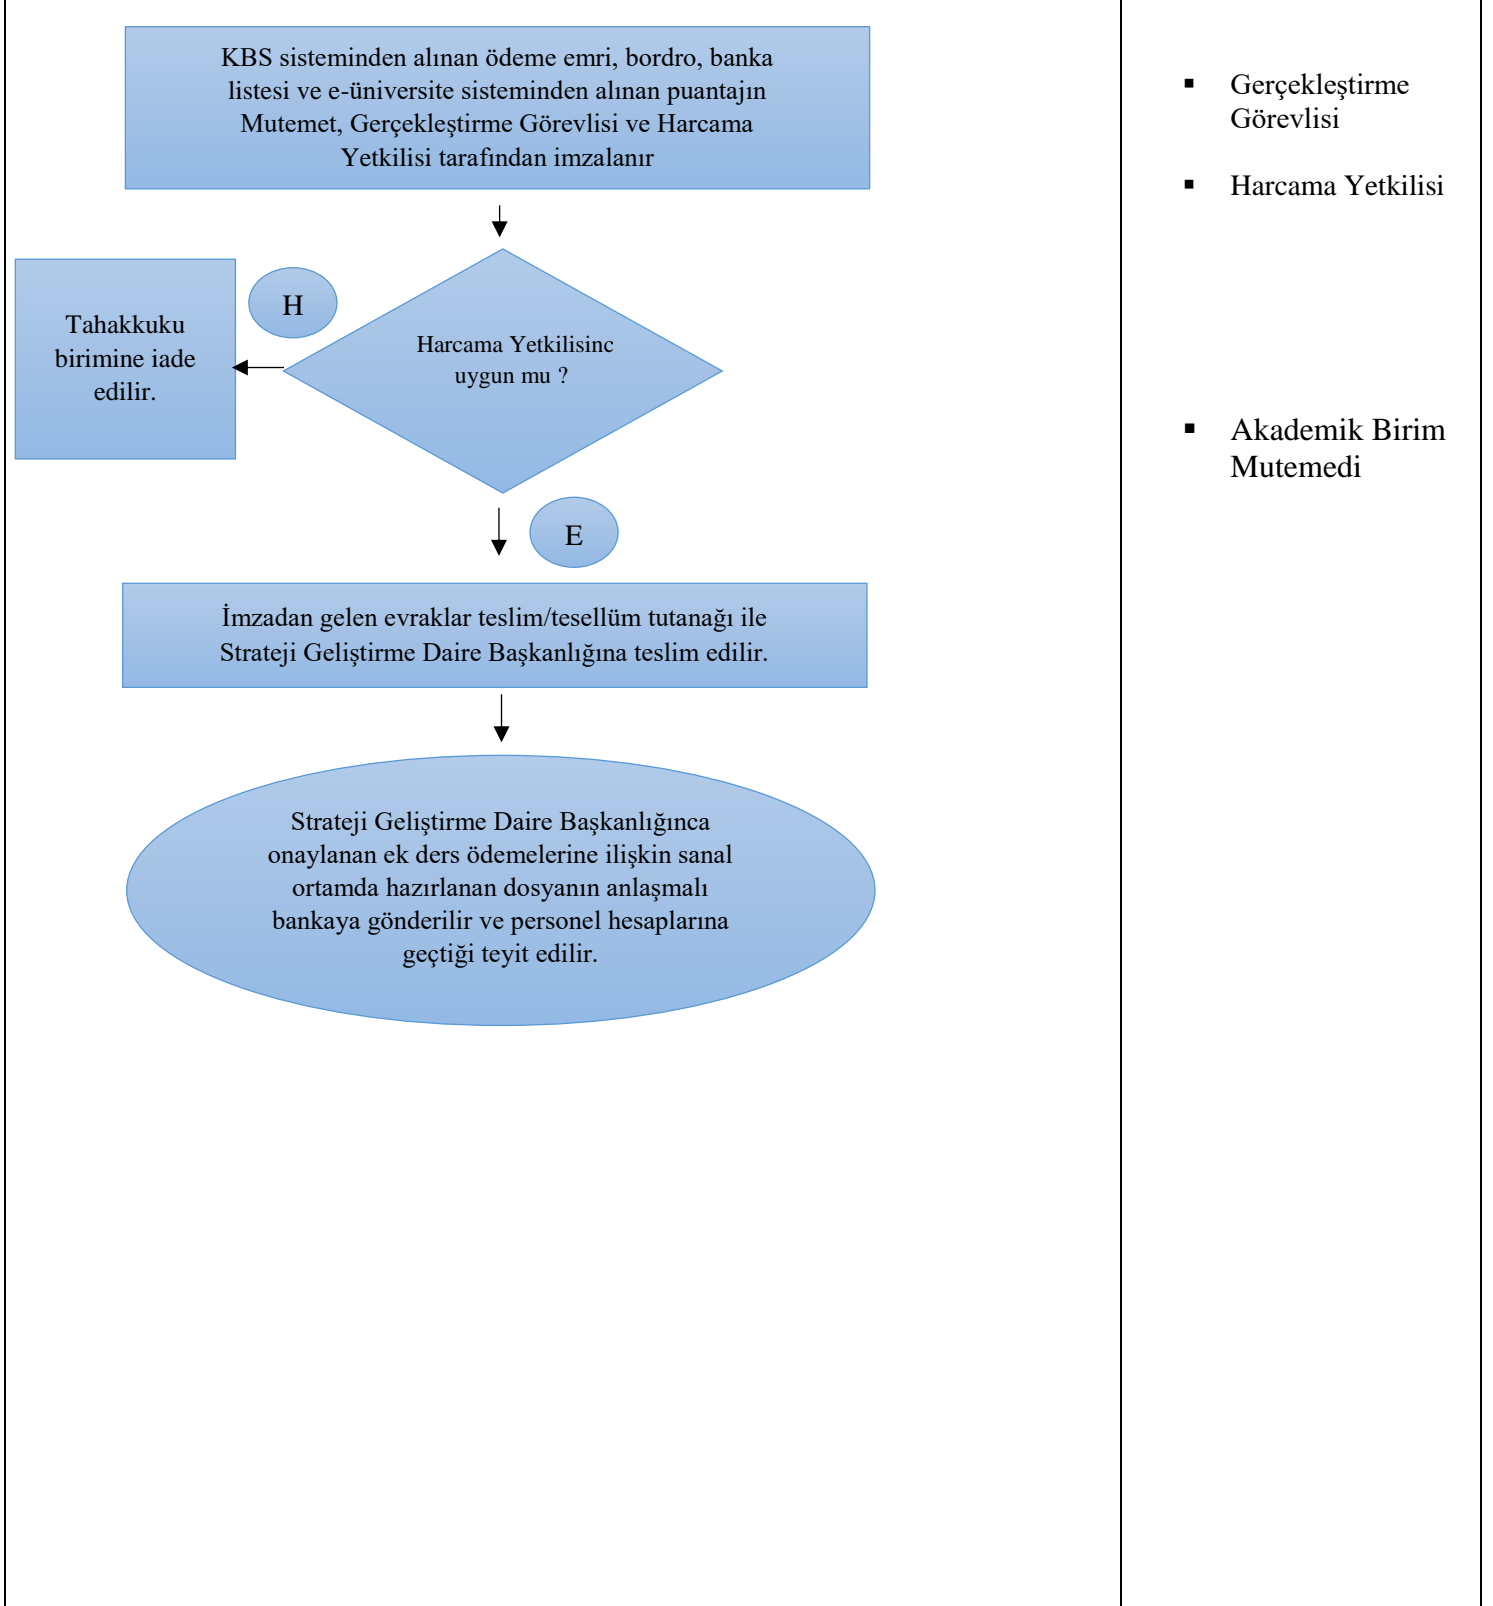 KBS sisteminden alınan ödeme emri, bordro, banka
listesi ve e-üniversite sisteminden alınan puantajın
Mutemet, Gerçekleştirme Görevlisi ve Harcama
Yetkilisi tarafından imzalanır
H
Tahakkuku
birimine iade
edilir.
Harcama Yetkilisinc
uygun mu ?
E
İmzadan gelen evraklar teslim/tesellüm tutanağı ile
Strateji Geliştirme Daire Başkanlığına teslim edilir.
Strateji Geliştirme Daire Başkanlığınca
onaylanan ek ders ödemelerine ilişkin sanal
ortamda hazırlanan dosyanın anlaşmalı
bankaya gönderilir ve personel hesaplarına
geçtiği teyit edilir.
▪ Gerçekleştirme
Görevlisi
▪ Harcama Yetkilisi
▪ Akademik Birim
Mutemedi